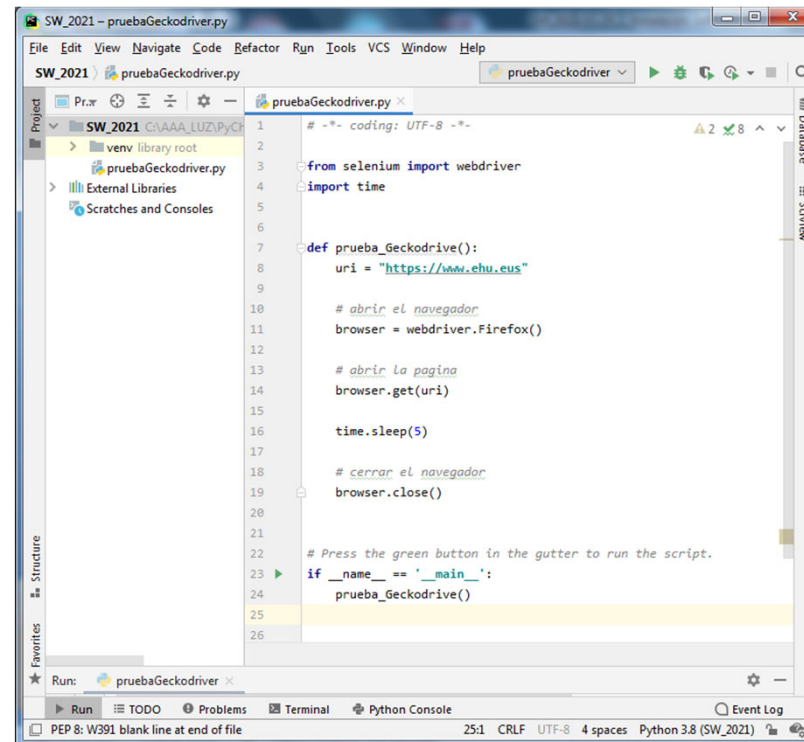 SW_2021 – pruebaGeckodriver.py
File Edit View Navigate Code Refactor Run Tools VCS Window Help
SW_2021 pruebaGeckodriver.py pruebaGeckodriver
Project
Pr..
SW_2021 C:\AAA_LUZ\PyCh
venv library root
pruebaGeckodriver.py
External Libraries
Scratches and Consoles
pruebaGeckodriver.py
2 8
1 # -*- coding: UTF-8 -*-
2
3 from selenium import webdriver
4 import time
5
6
7 def prueba_Geckodrive():
8 uri = "https://www.ehu.eus"
9
10 # abrir el navegador
11 browser = webdriver.Firefox()
12
13 # abrir la pagina
14 browser.get(uri)
15
16 time.sleep(5)
17
18 # cerrar el navegador
19 browser.close()
20
21
22 # Press the green button in the gutter to run the script.
23 if __name__ == '__main__':
24 prueba_Geckodrive()
25
26
Database
SciView
Structure
Favorites
Run: pruebaGeckodriver
Run TODO Problems Terminal Python Console Event Log
PEP 8: W391 blank line at end of file 25:1 CRLF UTF-8 4 spaces Python 3.8 (SW_2021)